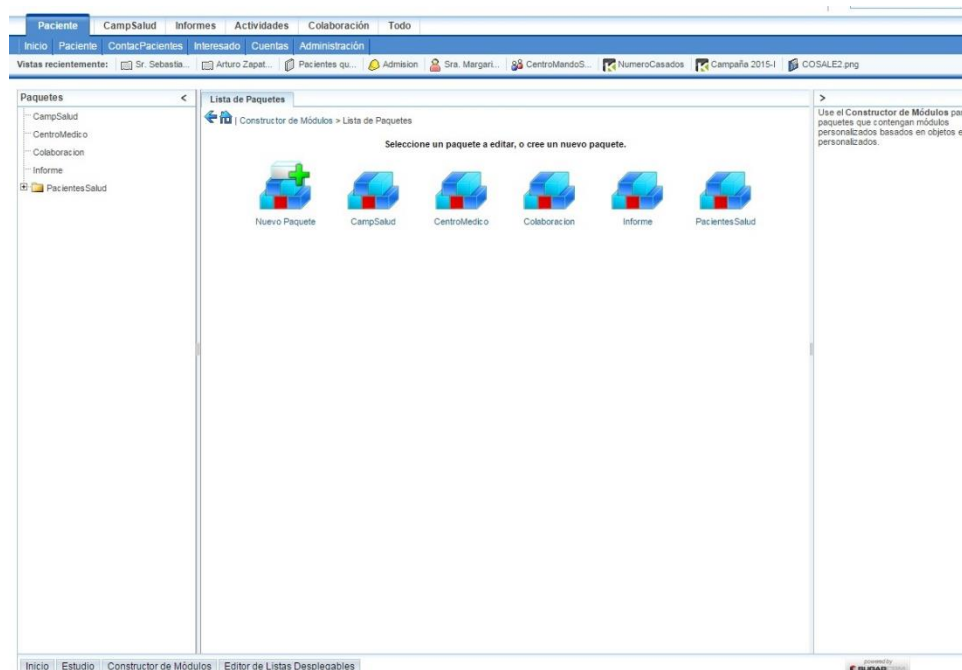 Paciente CampSalud Informes Actividades Colaboración Todo
Inicio Paciente ContacPacientes Interesado Cuentas Administración
Vistas recientemente: Sr. Sebastia... Arturo Zapat... Pacientes qu... Admision Sra. Margari... CentroMandoS... NumeroCasados Campaña 2015-I COSALE2.png
Paquetes <
CampSalud
CentroMedico
Colaboracion
Informe
PacientesSalud
Lista de Paquetes
| Constructor de Módulos > Lista de Paquetes
Seleccione un paquete a editar, o cree un nuevo paquete.
Nuevo Paquete CampSalud CentroMedico Colaboracion Informe PacientesSalud
>
Use el Constructor de Módulos par
paquetes que contengan módulos
personalizados basados en objetos e
personalizados.
Inicio Estudio Constructor de Módulos Editor de Listas Desplegables
powered by
SUGARCRM